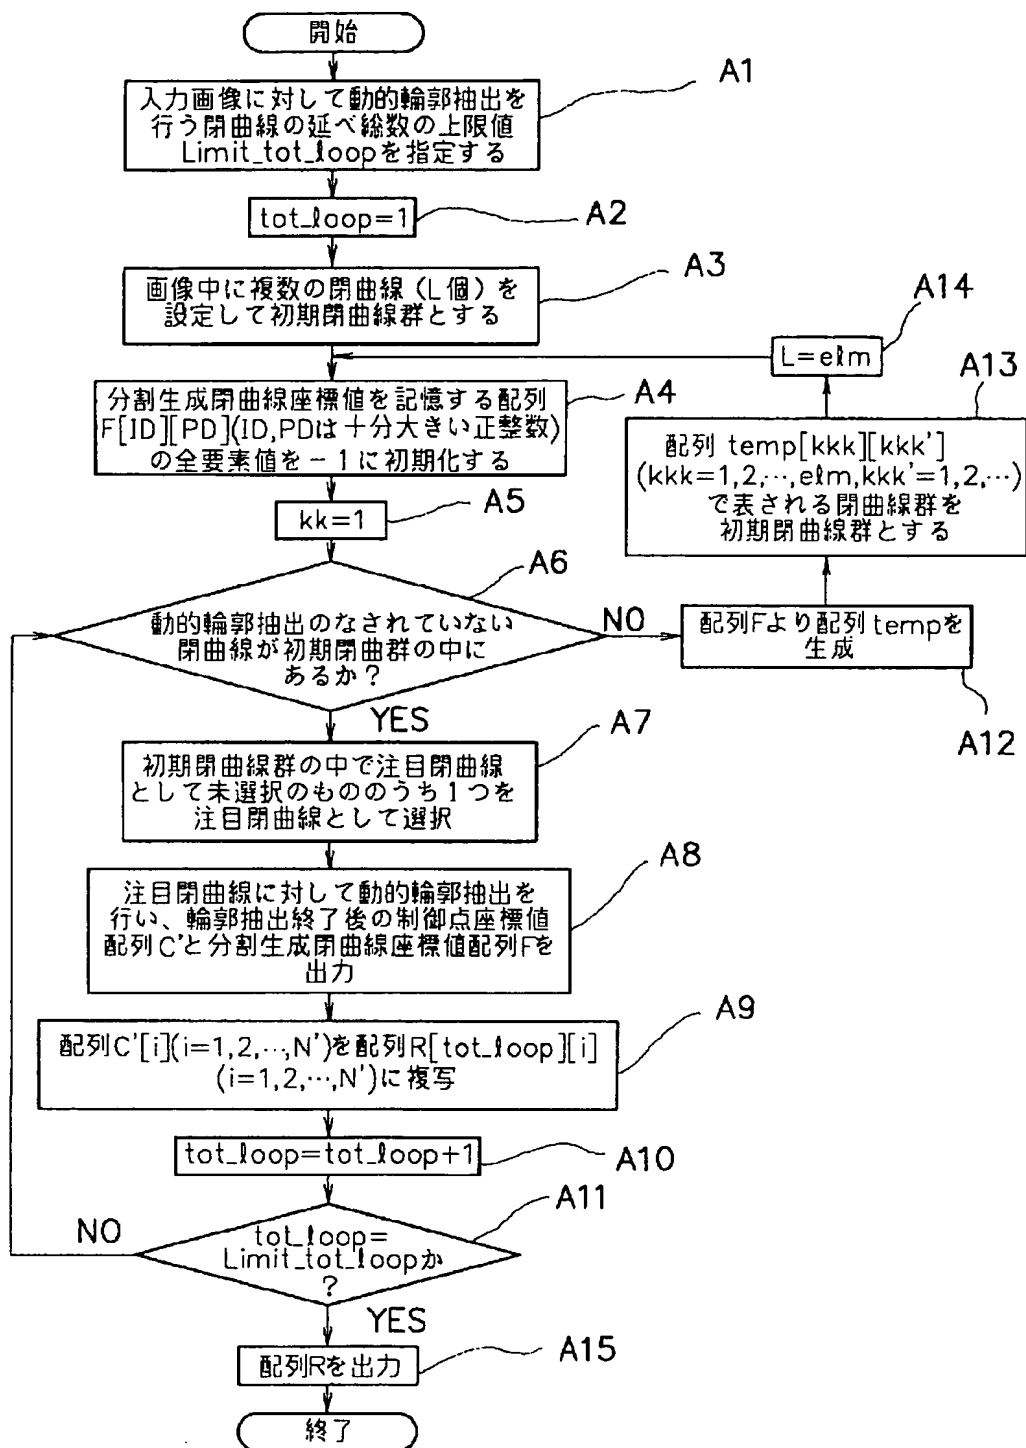 開始
A1
入力画像に対して動的輪郭抽出を
行う閉曲線の延べ総数の上限値
Limit_tot_loopを指定する
tot_loop=1
A2
A3
画像中に複数の閉曲線(L個)を
設定して初期閉曲線群とする
A14
L=elm
A13
A4
分割生成閉曲線座標値を記憶する配列
F[ID][PD](ID,PDは十分大きい正整数)
の全要素値を-1に初期化する
配列 temp[kkk][kkk']
(kkk=1,2,…,elm,kkk'=1,2,…)
で表される閉曲線群を
初期閉曲線群とする
A5
kk=1
A6
動的輪郭抽出のなされていない
閉曲線が初期閉曲群の中に
あるか?
NO
配列Fより配列tempを
生成
A12
YES
A7
初期閉曲線群の中で注目閉曲線
として未選択のもののうち1つを
注目閉曲線として選択
A8
注目閉曲線に対して動的輪郭抽出を
行い、輪郭抽出終了後の制御点座標値
配列C'と分割生成閉曲線座標値配列Fを
出力
A9
配列C'[i](i=1,2,…,N')を配列R[tot_loop][i]
(i=1,2,…,N')に複写
tot_loop=tot_loop+1
A10
A11
NO
tot_loop=
Limit_tot_loopか
?
YES
A15
配列Rを出力
終了